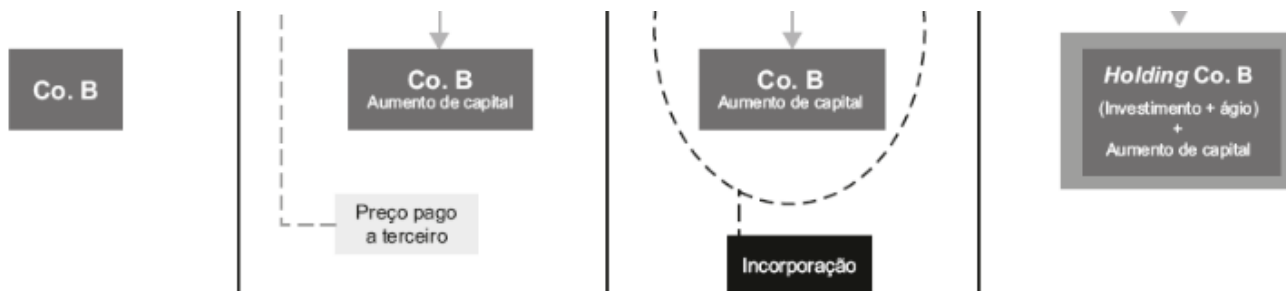 Co. B
Co. B
Aumento de capital
Preço pago
a terceiro
Co. B
Aumento de capital
Incorporação
Holding Co. B
(Investimento + ágio)
+
Aumento de capital